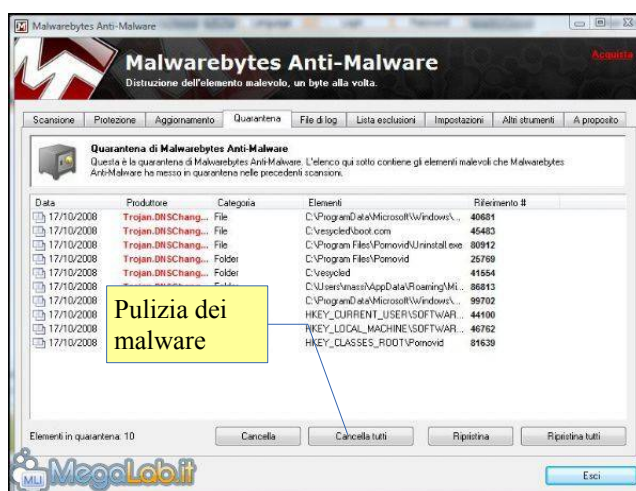 Malwarebytes Anti-Malware
Malwarebytes Anti-Malware
Acquista
Distruzione dell'elemento malevolo, un byte alla volta.
Scansione Protezione Aggiornamento Quarantena File di log Lista esclusioni Impostazioni Altri strumenti A proposito
Quarantena di Malwarebytes Anti-Malware
Questa è la quarantena di Malwarebytes Anti-Malware. L'elenco qui sotto contiene gli elementi malevoli che Malwarebytes
Anti-Malware ha messo in quarantena nelle precedenti scansioni.
Data Produttore Categoria Elementi Riferimento #
17/10/2008 Trojan.DNSChang... File C:\ProgramData\Microsoft\Windows\... 40681
17/10/2008 Trojan.DNSChang... File C:\resycled\boot.com 45483
17/10/2008 Trojan.DNSChang... File C:\Program Files\Pornovid\Uninstall.exe 80912
17/10/2008 Trojan.DNSChang... Folder C:\Program Files\Pornovid 25769
17/10/2008 Trojan.DNSChang... Folder C:\resycled 41554
17/10/2008 C:\Users\massi\AppData\Roaming\Mi... 86813
17/10/2008 C:\ProgramData\Microsoft\Windows\... 99702
17/10/2008 HKEY_CURRENT_USER\SOFTWAR... 44100
17/10/2008 HKEY_LOCAL_MACHINE\SOFTWAR... 46762
17/10/2008 HKEY_CLASSES_ROOT\Pornovid 81639
Pulizia dei
malware
Elementi in quarantena: 10 Cancella Cancella tutti Ripristina Ripristina tutti
MLI MegaLab.it
Esci